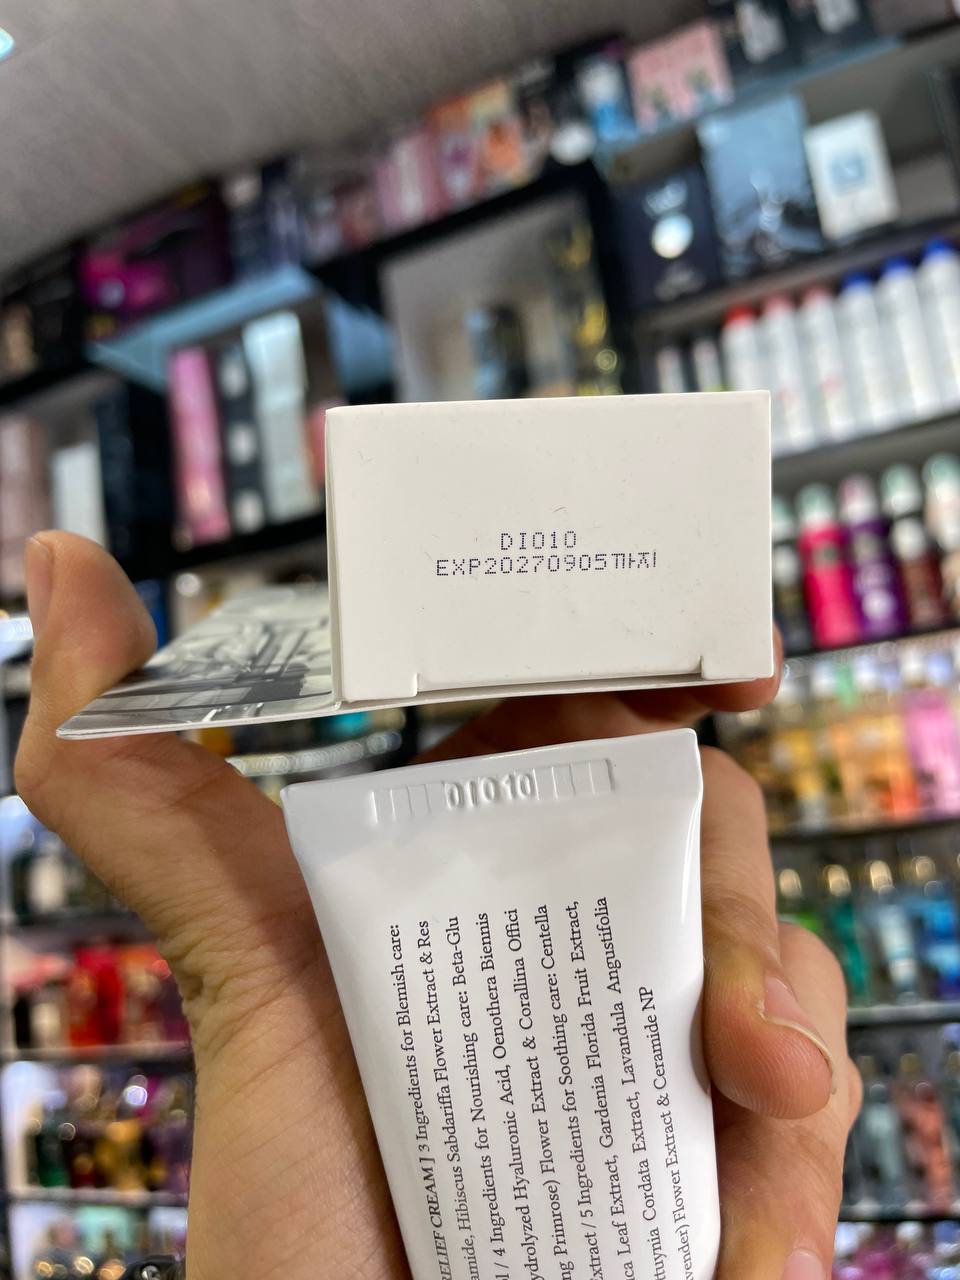 DI010
EXP20270905까지
DI010
RELIEF CREAM ] 3 Ingredients for Blemish care:
amide, Hibiscus Sabdariffa Flower Extract & Res
l / 4 Ingredients for Nourishing care: Beta-Glu
ydrolyzed Hyaluronic Acid, Oenothera Biennis
ng Primrose) Flower Extract & Corallina Offici
Extract / 5 Ingredients for Soothing care: Centella
ica Leaf Extract, Gardenia Florida Fruit Extract,
ttuynia Cordata Extract, Lavandula Angustifolia
avender) Flower Extract & Ceramide NP